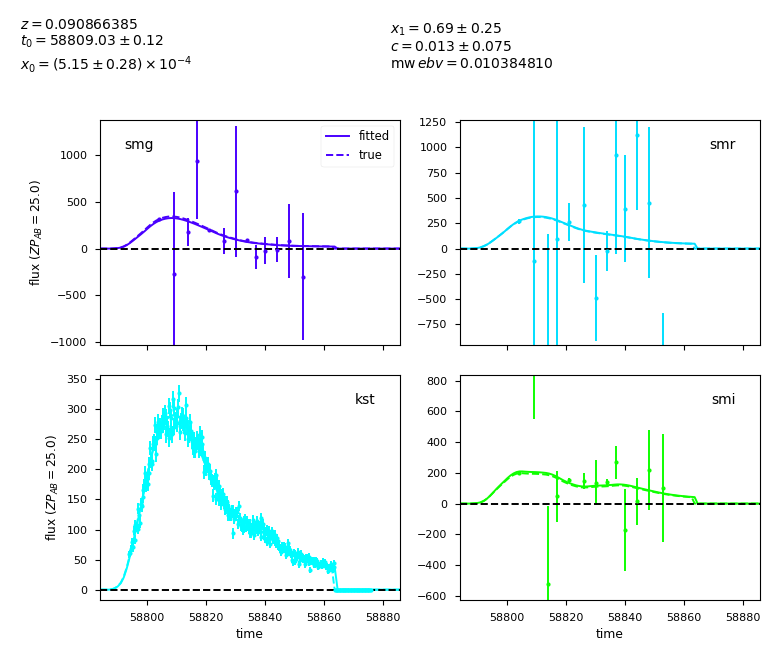 z = 0.090866385
t₀ = 58809.03 ± 0.12
x₀ = (5.15 ± 0.28) × 10⁻⁴
x₁ = 0.69 ± 0.25
c = 0.013 ± 0.075
mw ebv = 0.010384810
smg
fitted
true
1000
500
0
−500
−1000
flux (ZP_AB = 25.0)
smr
1250
1000
750
500
250
0
−250
−500
−750
kst
350
300
250
200
150
100
50
0
flux (ZP_AB = 25.0)
58800 58820 58840 58860 58880
time
smi
800
600
400
200
0
−200
−400
−600
58800 58820 58840 58860 58880
time